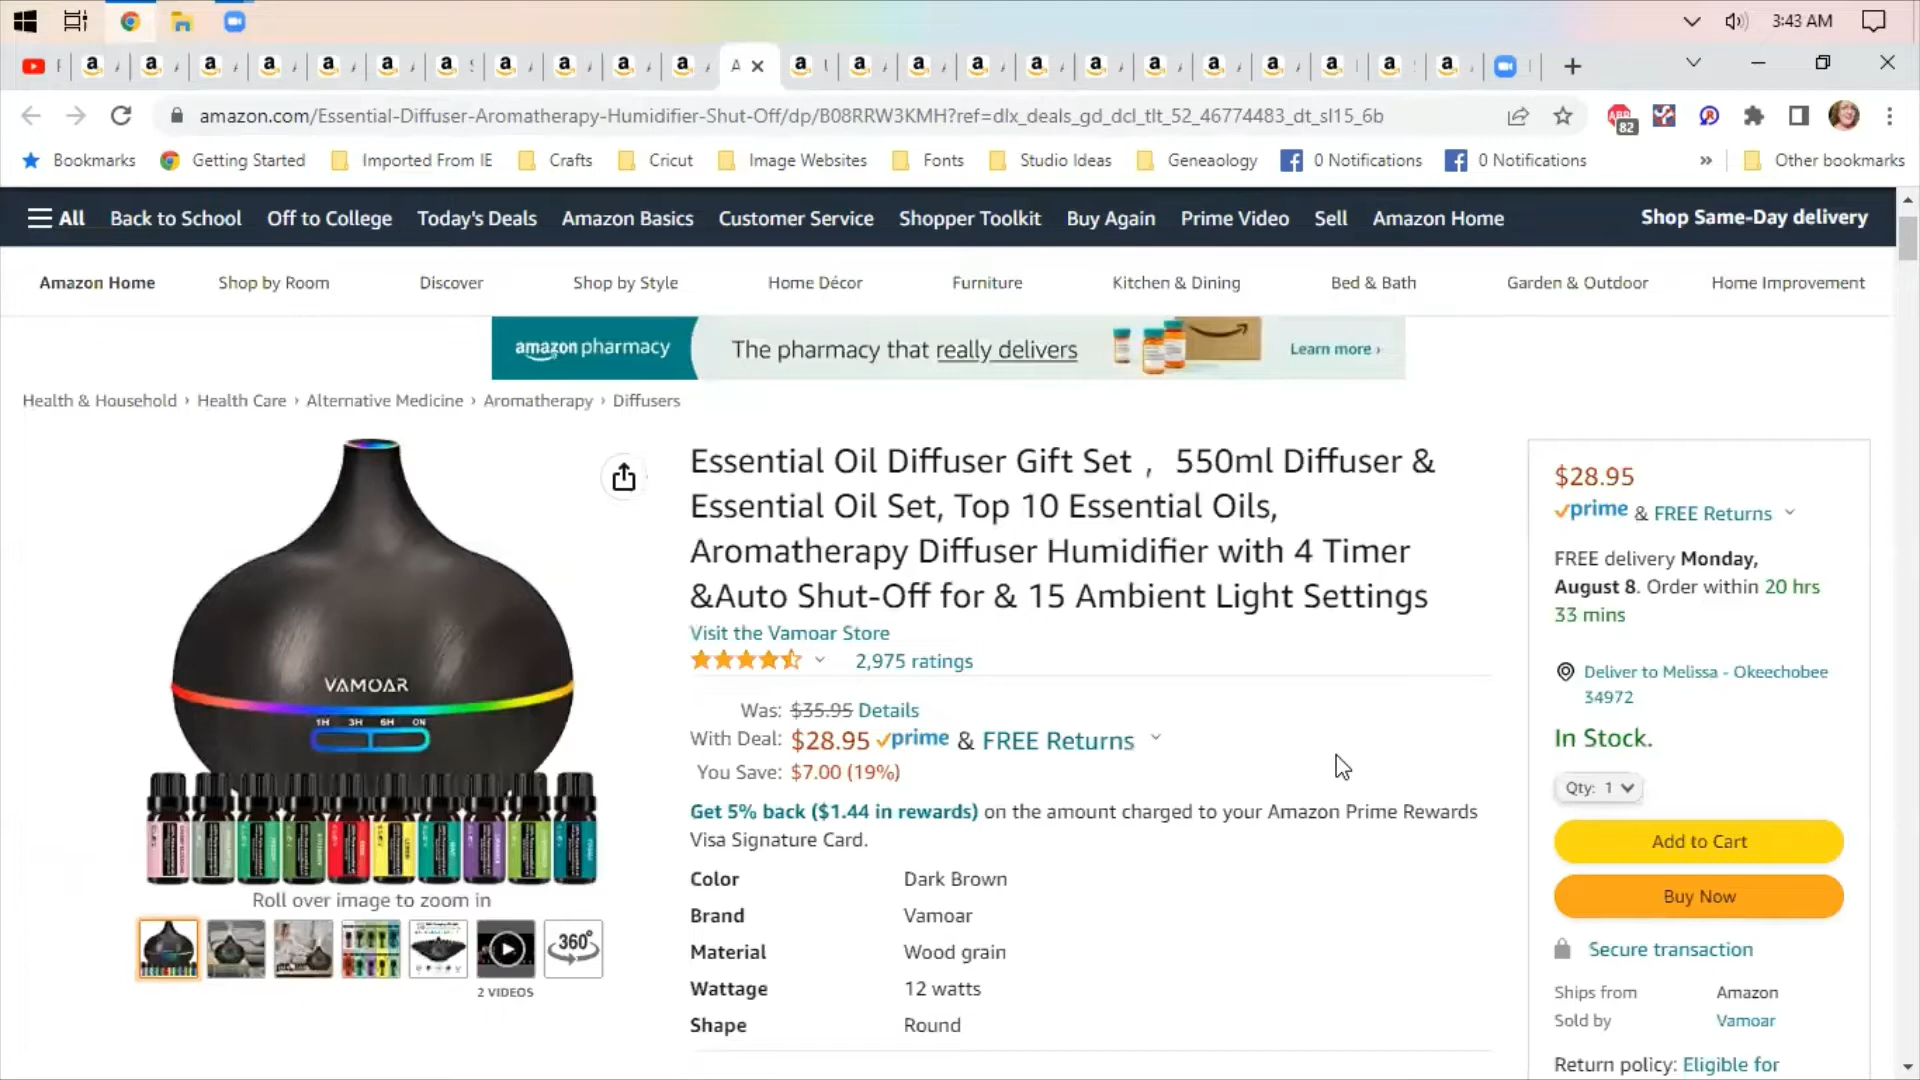 3:43 AM
amazon.com/Essential-Diffuser-Aromatherapy-Humidifier-Shut-Off/dp/B08RRW3KMH?ref=dlx_deals_gd_dcl_tlt_52_46774483_dt_sl15_6b
ABP
82
Bookmarks Getting Started Imported From IE Crafts Cricut Image Websites Fonts Studio Ideas Geneaology 0 Notifications 0 Notifications » Other bookmarks
All Back to School Off to College Today's Deals Amazon Basics Customer Service Shopper Toolkit Buy Again Prime Video Sell Amazon Home Shop Same-Day delivery
Amazon Home Shop by Room Discover Shop by Style Home Décor Furniture Kitchen & Dining Bed & Bath Garden & Outdoor Home Improvement
amazon pharmacy The pharmacy that really delivers Learn more ›
Health & Household › Health Care › Alternative Medicine › Aromatherapy › Diffusers
VAMOAR
1H 3H 6H ON
Roll over image to zoom in
360°
2 VIDEOS
Essential Oil Diffuser Gift Set , 550ml Diffuser &
Essential Oil Set, Top 10 Essential Oils,
Aromatherapy Diffuser Humidifier with 4 Timer
&Auto Shut-Off for & 15 Ambient Light Settings
Visit the Vamoar Store
2,975 ratings
Was: $35.95 Details
With Deal: $28.95 prime & FREE Returns
You Save: $7.00 (19%)
Get 5% back ($1.44 in rewards) on the amount charged to your Amazon Prime Rewards
Visa Signature Card.
Color Dark Brown
Brand Vamoar
Material Wood grain
Wattage 12 watts
Shape Round
$28.95
prime & FREE Returns
FREE delivery Monday,
August 8. Order within 20 hrs
33 mins
Deliver to Melissa - Okeechobee
34972
In Stock.
Qty: 1
Add to Cart
Buy Now
Secure transaction
Ships from Amazon
Sold by Vamoar
Return policy: Eligible for